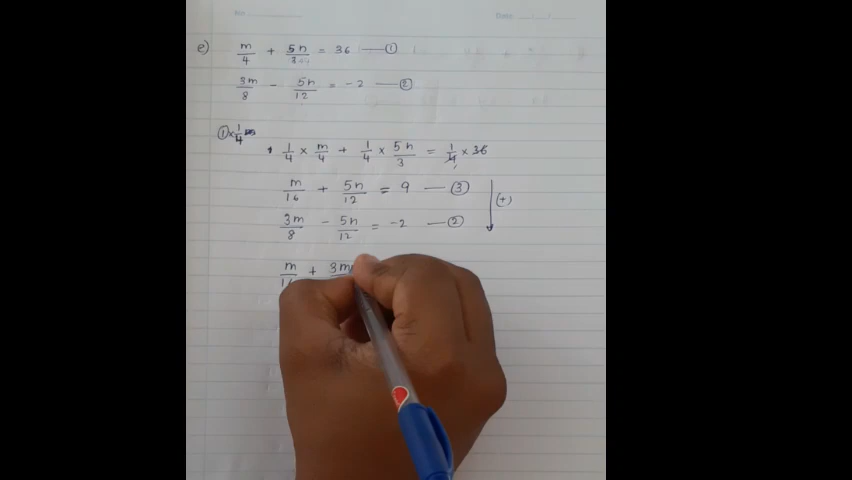 e) m/4 + 5n/3 = 36 —— ①
3m/8 - 5n/12 = -2 —— ②
① × 1/4
1/4 × m/4 + 1/4 × 5n/3 = 1/4 × 36
m/16 + 5n/12 = 9 —— ③
(+)
3m/8 - 5n/12 = -2 —— ②
m/16 + 3m